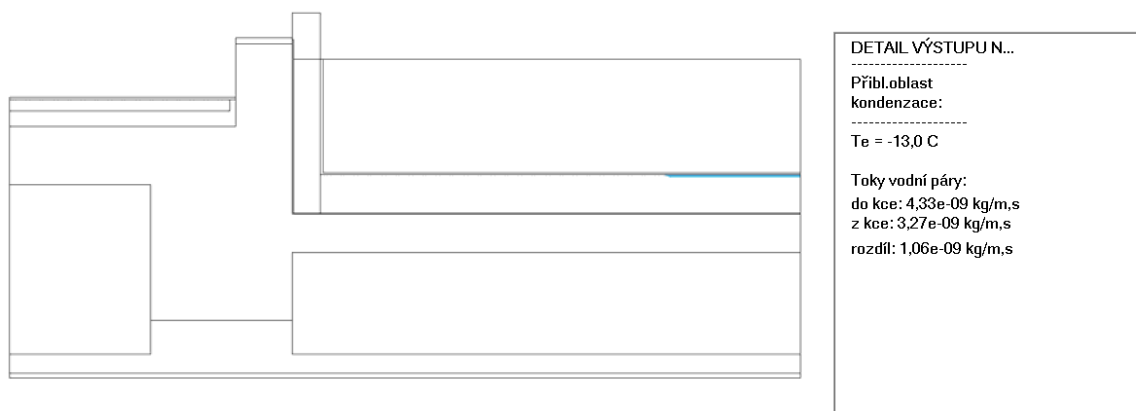 DETAIL VÝSTUPU N...
--------------------
Přibl.oblast
kondenzace:
--------------------
Te = -13,0 C
Toky vodní páry:
do kce: 4,33e-09 kg/m,s
z kce: 3,27e-09 kg/m,s
rozdíl: 1,06e-09 kg/m,s